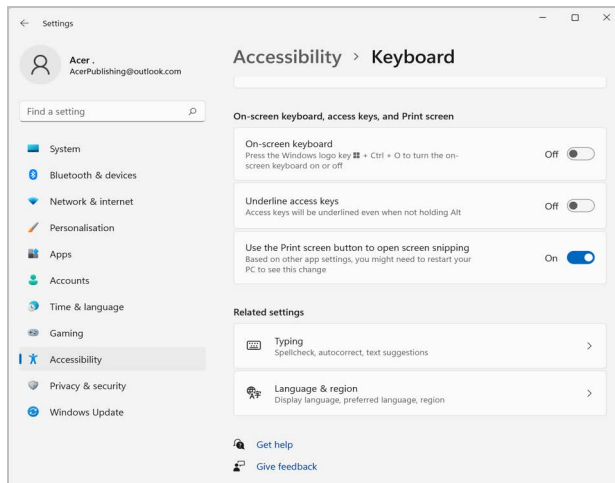 Settings
Acer .
AcerPublishing@outlook.com
Find a setting
System
Bluetooth & devices
Network & internet
Personalisation
Apps
Accounts
Time & language
Gaming
Accessibility
Privacy & security
Windows Update
Accessibility > Keyboard
On-screen keyboard, access keys, and Print screen
On-screen keyboard
Press the Windows logo key + Ctrl + O to turn the on-
screen keyboard on or off
Off
Underline access keys
Access keys will be underlined even when not holding Alt
Off
Use the Print screen button to open screen snipping
Based on other app settings, you might need to restart your
PC to see this change
On
Related settings
Typing
Spellcheck, autocorrect, text suggestions
Language & region
Display language, preferred language, region
Get help
Give feedback